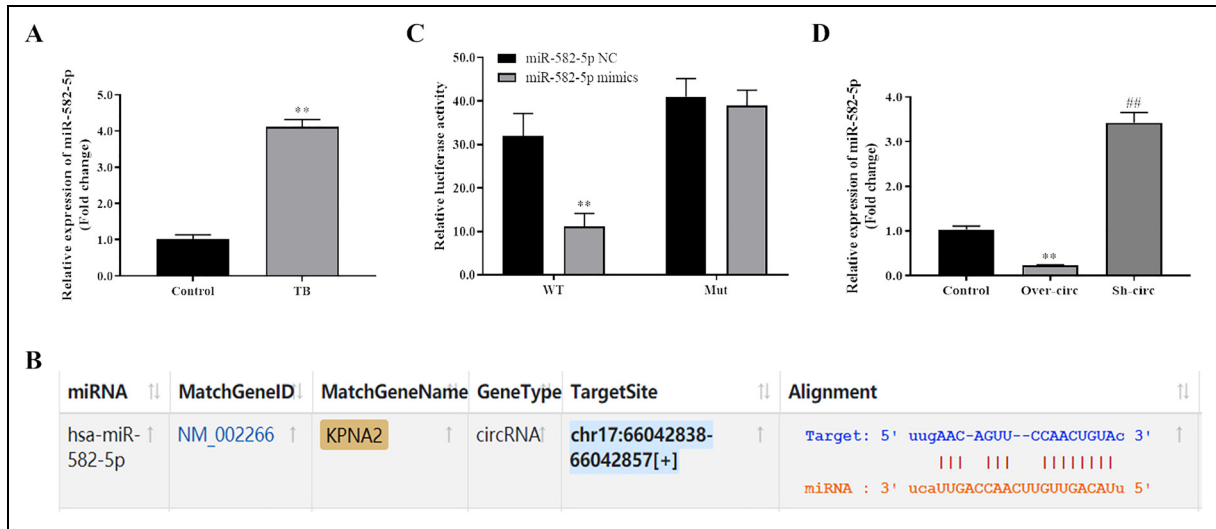 A
Relative expression of miR-582-5p
(Fold change)
5.0
4.0
3.0
2.0
1.0
0.0
**
Control
TB
C
miR-582-5p NC
miR-582-5p mimics
Relative luciferase activity
50.0
40.0
30.0
20.0
10.0
0.0
**
WT
Mut
D
Relative expression of miR-582-5p
(Fold change)
4.0
3.0
2.0
1.0
0.0
**
##
Control
Over-circ
Sh-circ
B
miRNA ↑↓ MatchGeneID ↑↓ MatchGeneName ↑↓ GeneType ↑↓ TargetSite ↑↓ Alignment ↑↓
hsa-miR- ↑ NM_002266 ↑ KPNA2 ↑ circRNA ↑ chr17:66042838- ↑ Target: 5' uugAAC-AGUU--CCAACUGUAc 3' ↑
582-5p 66042857[+] ||| ||| ||||||||
miRNA : 3' ucaUUGACCAACUUGUUGACAUu 5'